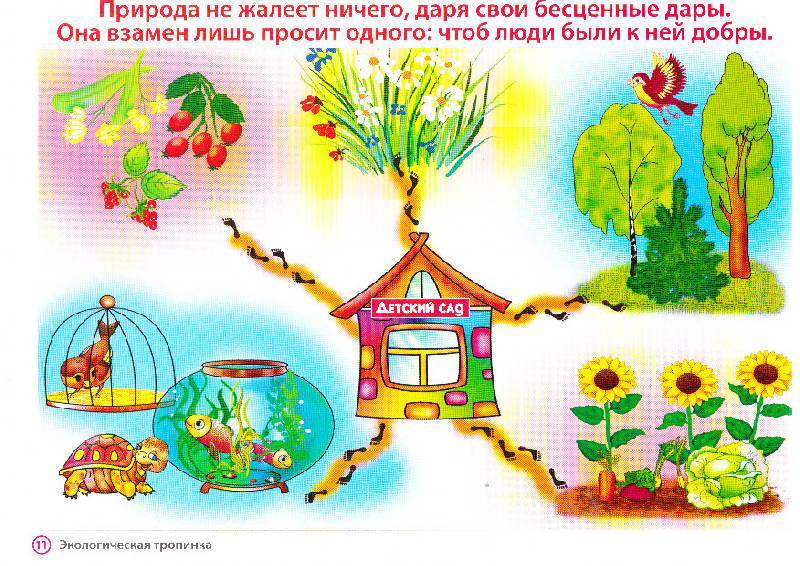 Природа не жалеет ничего, даря свои бесценные дары.
Она взамен лишь просит одного: чтоб люди были к ней добры.
ДЕТСКИЙ САД
11 Экологическая тропинка